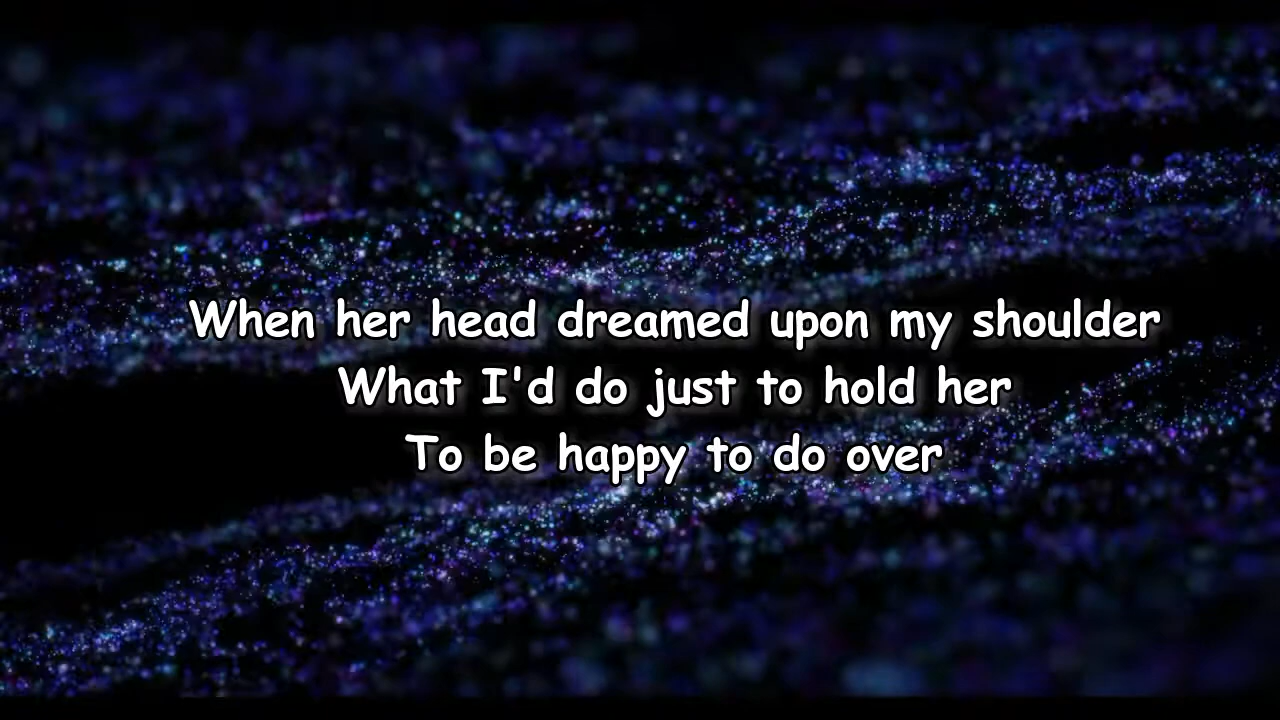 When her head dreamed upon my shoulder
What I'd do just to hold her
To be happy to do over